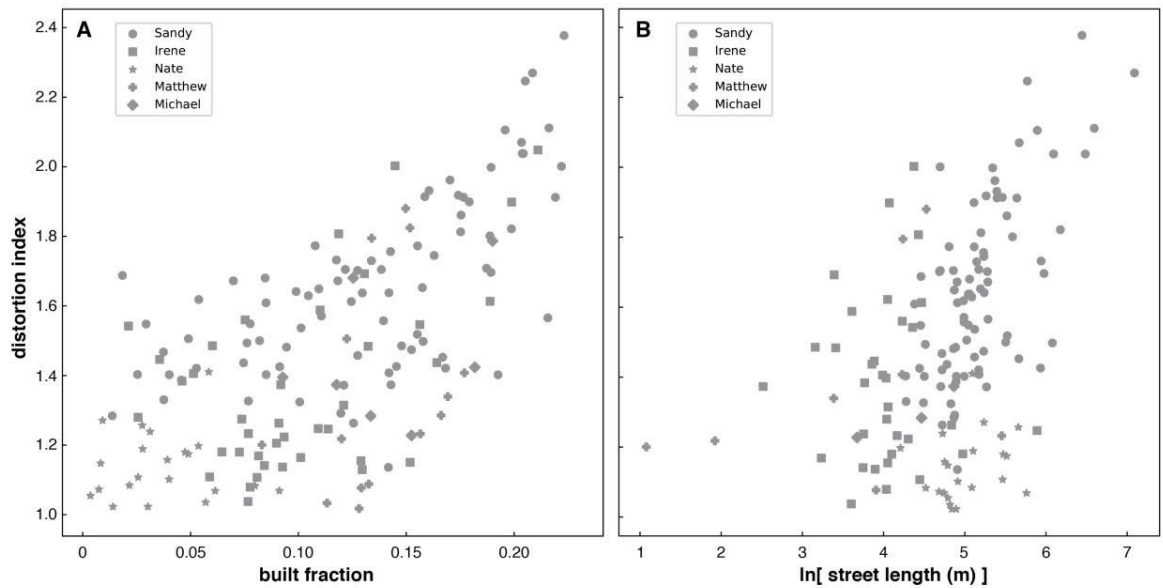 A
Sandy
Irene
Nate
Matthew
Michael
distortion index
2.4
2.2
2.0
1.8
1.6
1.4
1.2
1.0
0 0.05 0.10 0.15 0.20
built fraction
B
Sandy
Irene
Nate
Matthew
Michael
1 2 3 4 5 6 7
ln[ street length (m) ]